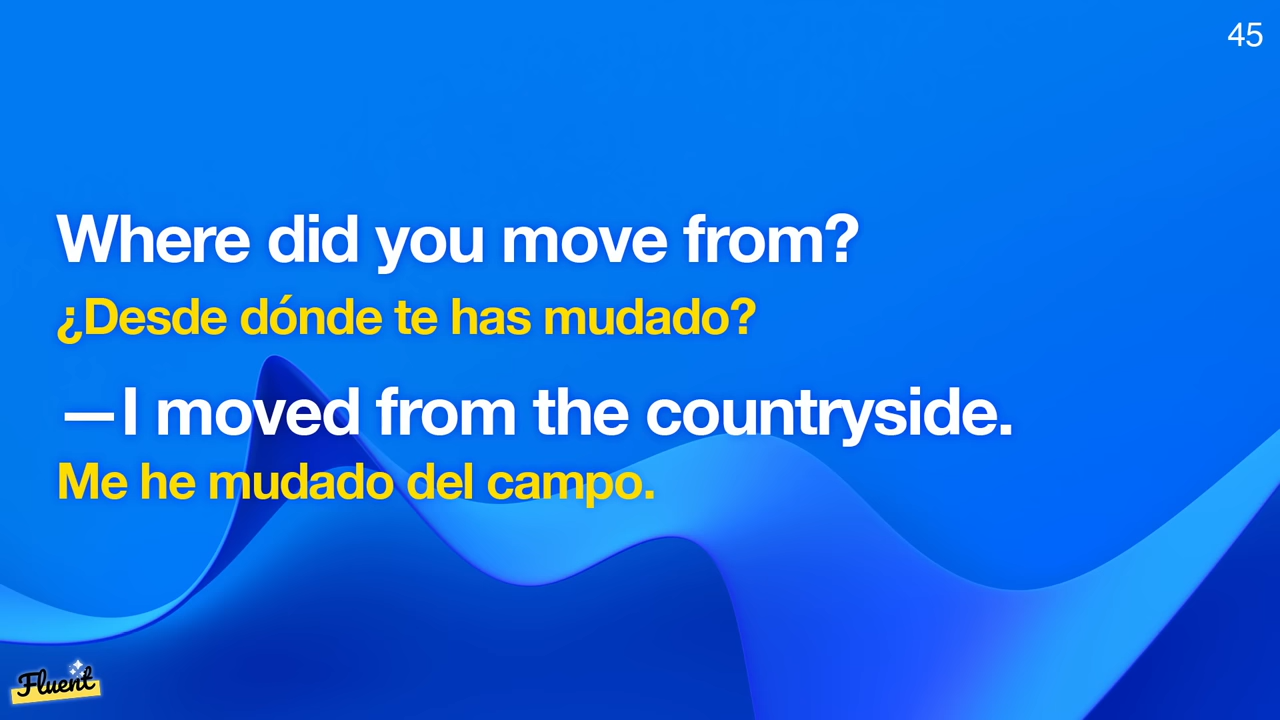 45
Where did you move from?
¿Desde dónde te has mudado?
—I moved from the countryside.
Me he mudado del campo.
Fluent